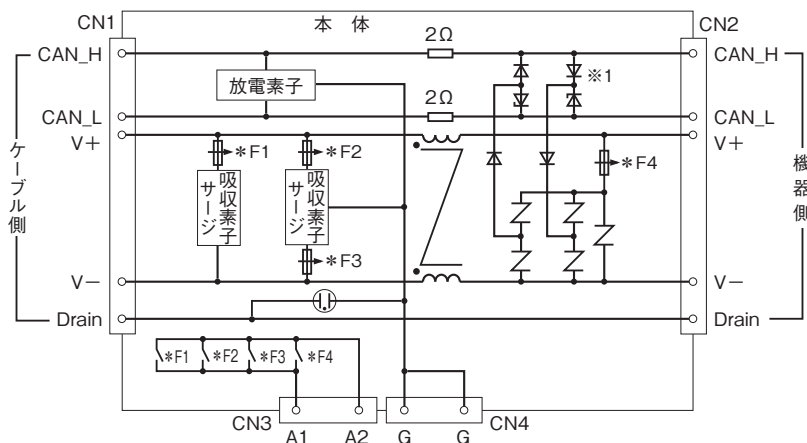 CN1
本 体
CN2
CAN_H
2Ω
CAN_H
放電素子
※1
CAN_L
2Ω
CAN_L
V+
V+
*F1
*F2
*F4
サージ
吸収素子
サージ
吸収素子
ケーブル側
機器側
*F3
V−
V−
Drain
Drain
*F1
*F2
*F3
*F4
CN3
CN4
A1
A2
G
G